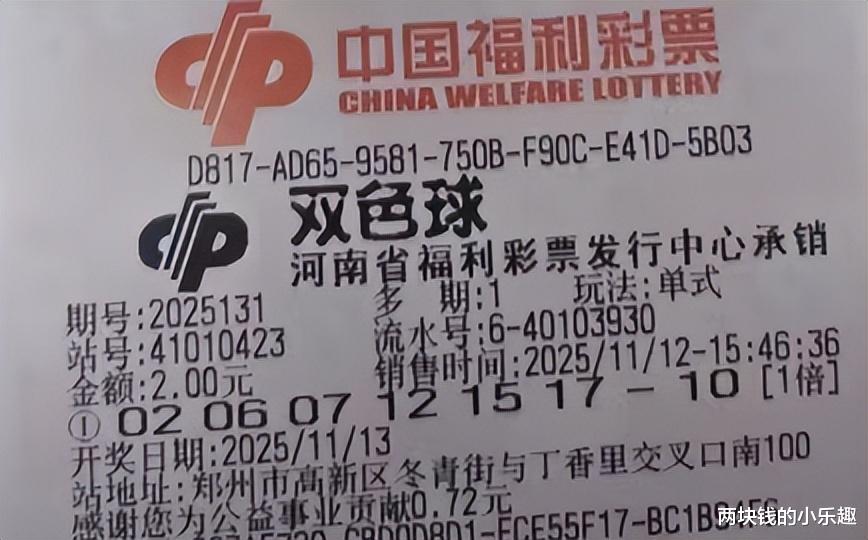 中国福利彩票
CHINA WELFARE LOTTERY
D817-AD65-9581-750B-F90C-E41D-5B03
双色球
河南省福利彩票发行中心承销
期号:2025131 多 期:1 玩法:单式
站号:41010423 流水号:6-40103930
金额:2.00元 销售时间:2025/11/12-15:46:36
① 02 06 07 12 15 17 - 10 [1倍]
开奖日期:2025/11/13
站地址:郑州市高新区冬青街与丁香里交叉口南100
感谢您为公益事业贡献0.72元
两块钱的小乐趣